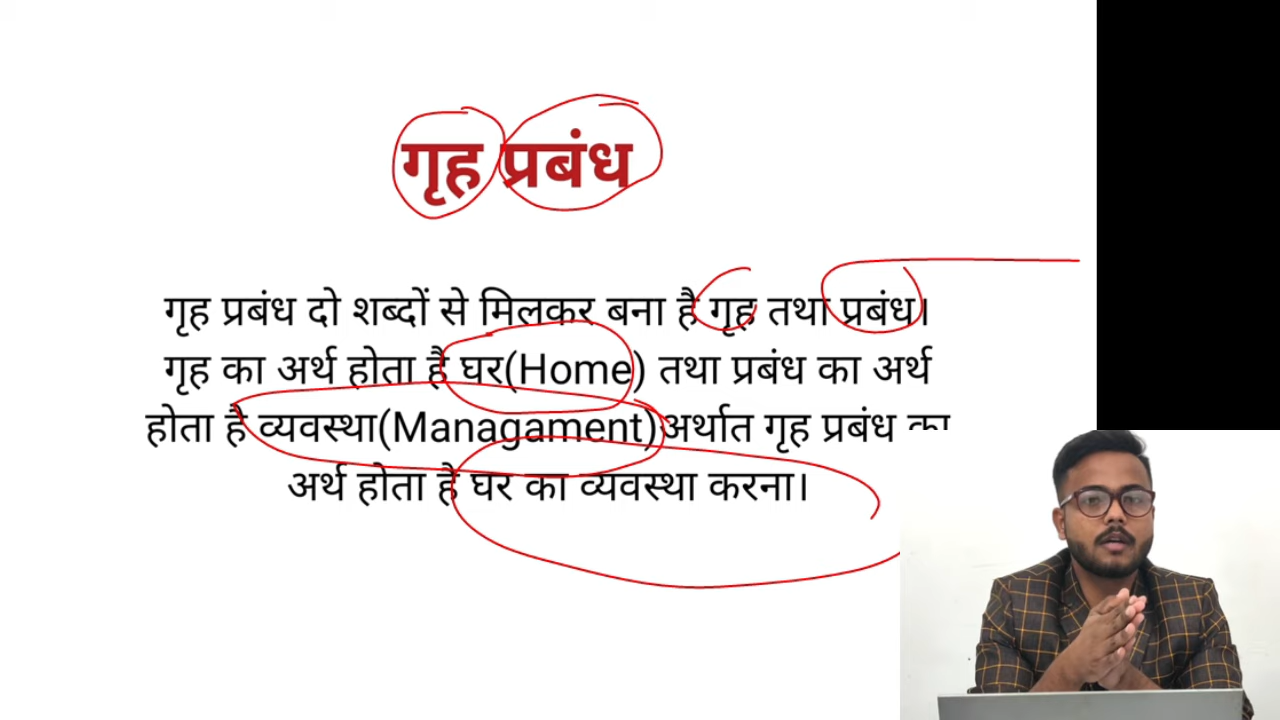 गृह प्रबंध
गृह प्रबंध दो शब्दों से मिलकर बना है गृह तथा प्रबंध।
गृह का अर्थ होता है घर(Home) तथा प्रबंध का अर्थ
होता है व्यवस्था(Managament)अर्थात गृह प्रबंध का
अर्थ होता है घर का व्यवस्था करना।